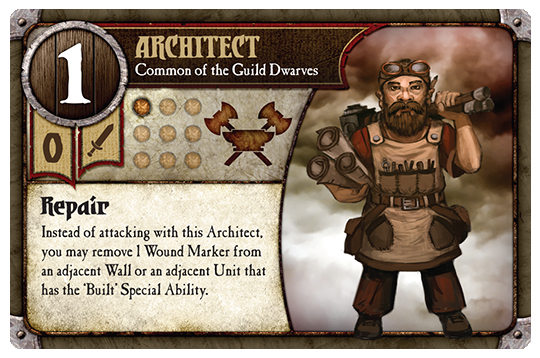 1
ARCHITECT
Common of the Guild Dwarves
0
Repair
Instead of attacking with this Architect,
you may remove 1 Wound Marker from
an adjacent Wall or an adjacent Unit that
has the 'Built' Special Ability.